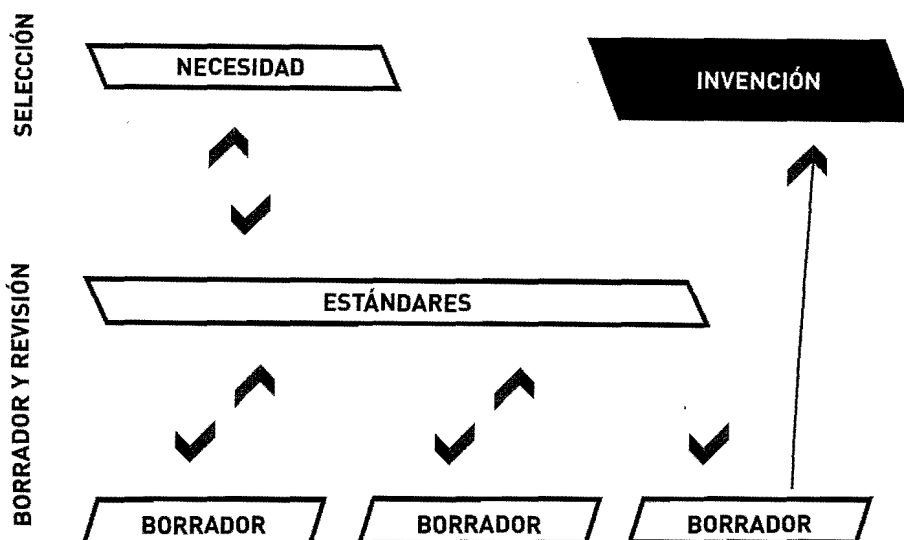 SELECCIÓN
NECESIDAD
INVENCIÓN
BORRADOR Y REVISIÓN
ESTÁNDARES
BORRADOR
BORRADOR
BORRADOR